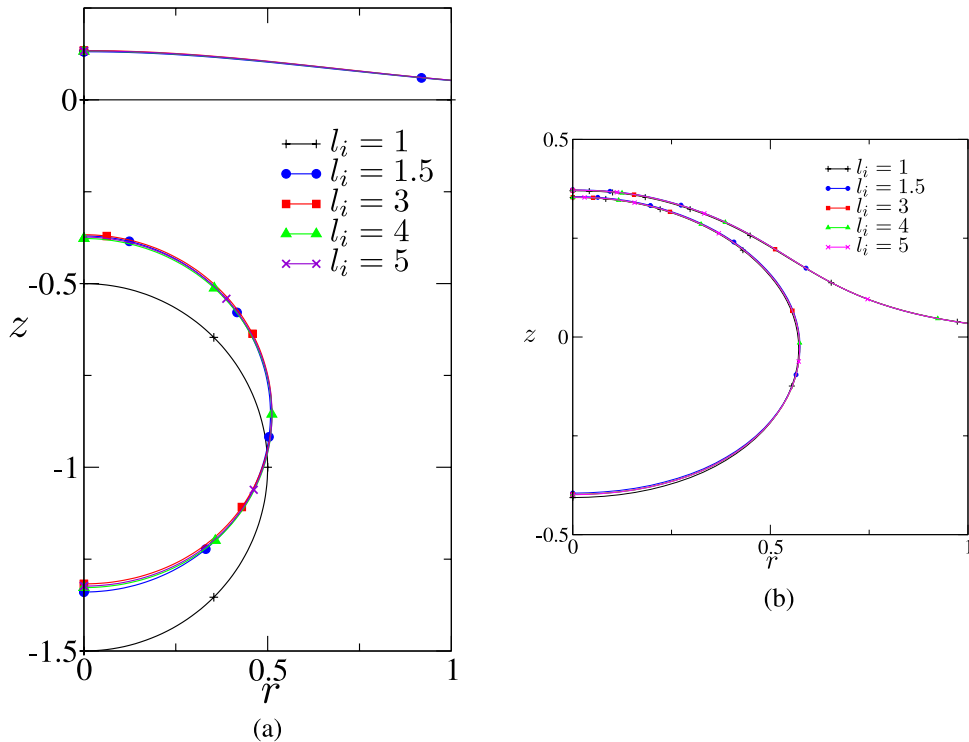 0
-0.5
-1
-1.5
z
0
0.5
1
r
l_i = 1
l_i = 1.5
l_i = 3
l_i = 4
l_i = 5
(a)
0.5
0
-0.5
z
0
0.5
1
r
l_i = 1
l_i = 1.5
l_i = 3
l_i = 4
l_i = 5
(b)